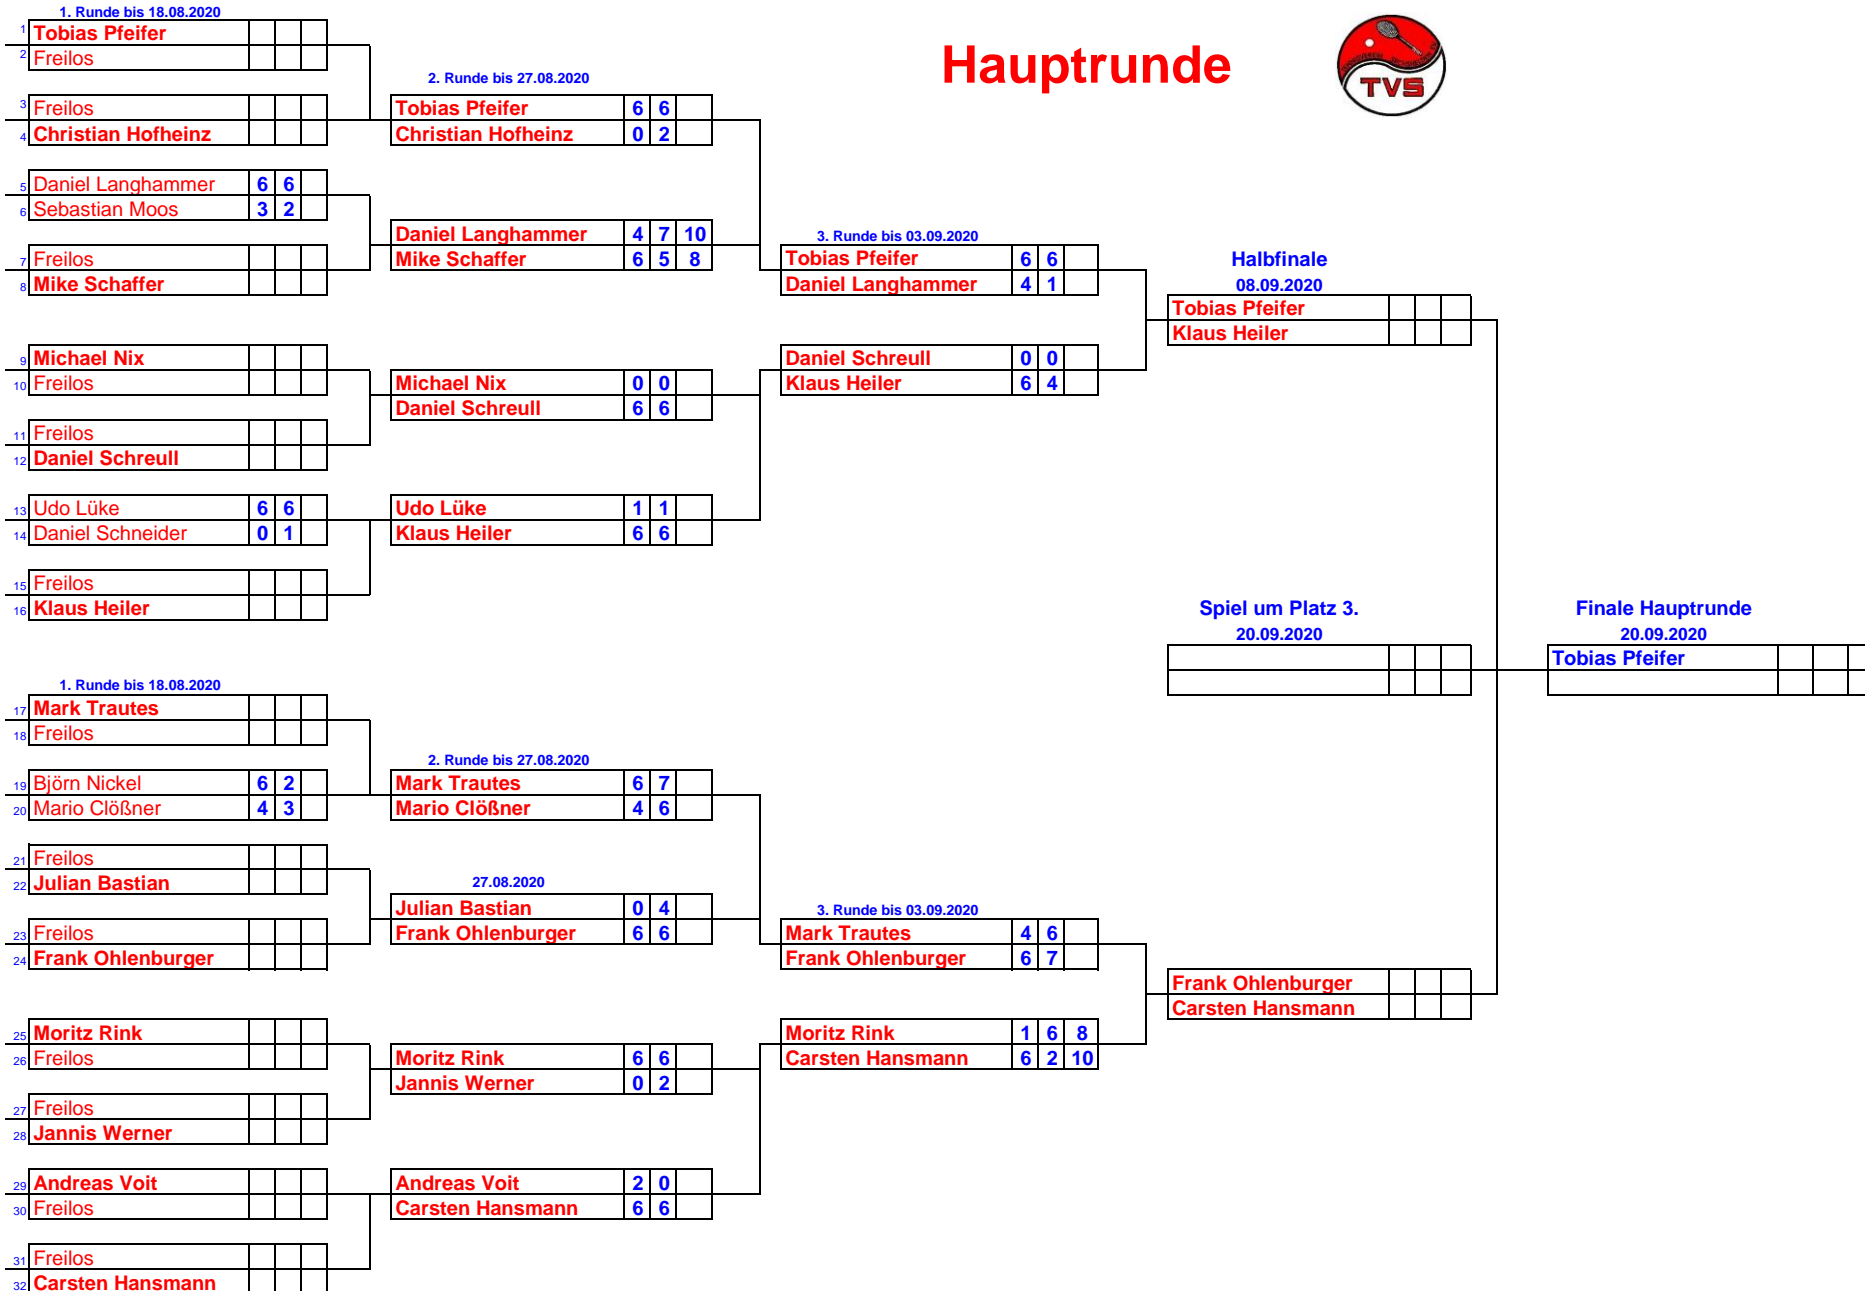 Hauptrunde
TVS
1. Runde bis 18.08.2020
1 Tobias Pfeifer
2 Freilos
3 Freilos
4 Christian Hofheinz
5 Daniel Langhammer 6 6
6 Sebastian Moos 3 2
7 Freilos
8 Mike Schaffer
9 Michael Nix
10 Freilos
11 Freilos
12 Daniel Schreull
13 Udo Lüke 6 6
14 Daniel Schneider 0 1
15 Freilos
16 Klaus Heiler
1. Runde bis 18.08.2020
17 Mark Trautes
18 Freilos
19 Björn Nickel 6 2
20 Mario Clößner 4 3
21 Freilos
22 Julian Bastian
23 Freilos
24 Frank Ohlenburger
25 Moritz Rink
26 Freilos
27 Freilos
28 Jannis Werner
29 Andreas Voit
30 Freilos
31 Freilos
32 Carsten Hansmann
2. Runde bis 27.08.2020
Tobias Pfeifer 6 6
Christian Hofheinz 0 2
Daniel Langhammer 4 7 10
Mike Schaffer 6 5 8
Michael Nix 0 0
Daniel Schreull 6 6
Udo Lüke 1 1
Klaus Heiler 6 6
2. Runde bis 27.08.2020
Mark Trautes 6 7
Mario Clößner 4 6
27.08.2020
Julian Bastian 0 4
Frank Ohlenburger 6 6
Moritz Rink 6 6
Jannis Werner 0 2
Andreas Voit 2 0
Carsten Hansmann 6 6
3. Runde bis 03.09.2020
Tobias Pfeifer 6 6
Daniel Langhammer 4 1
Daniel Schreull 0 0
Klaus Heiler 6 4
3. Runde bis 03.09.2020
Mark Trautes 4 6
Frank Ohlenburger 6 7
Moritz Rink 1 6 8
Carsten Hansmann 6 2 10
Halbfinale
08.09.2020
Tobias Pfeifer
Klaus Heiler
Spiel um Platz 3.
20.09.2020
Frank Ohlenburger
Carsten Hansmann
Finale Hauptrunde
20.09.2020
Tobias Pfeifer